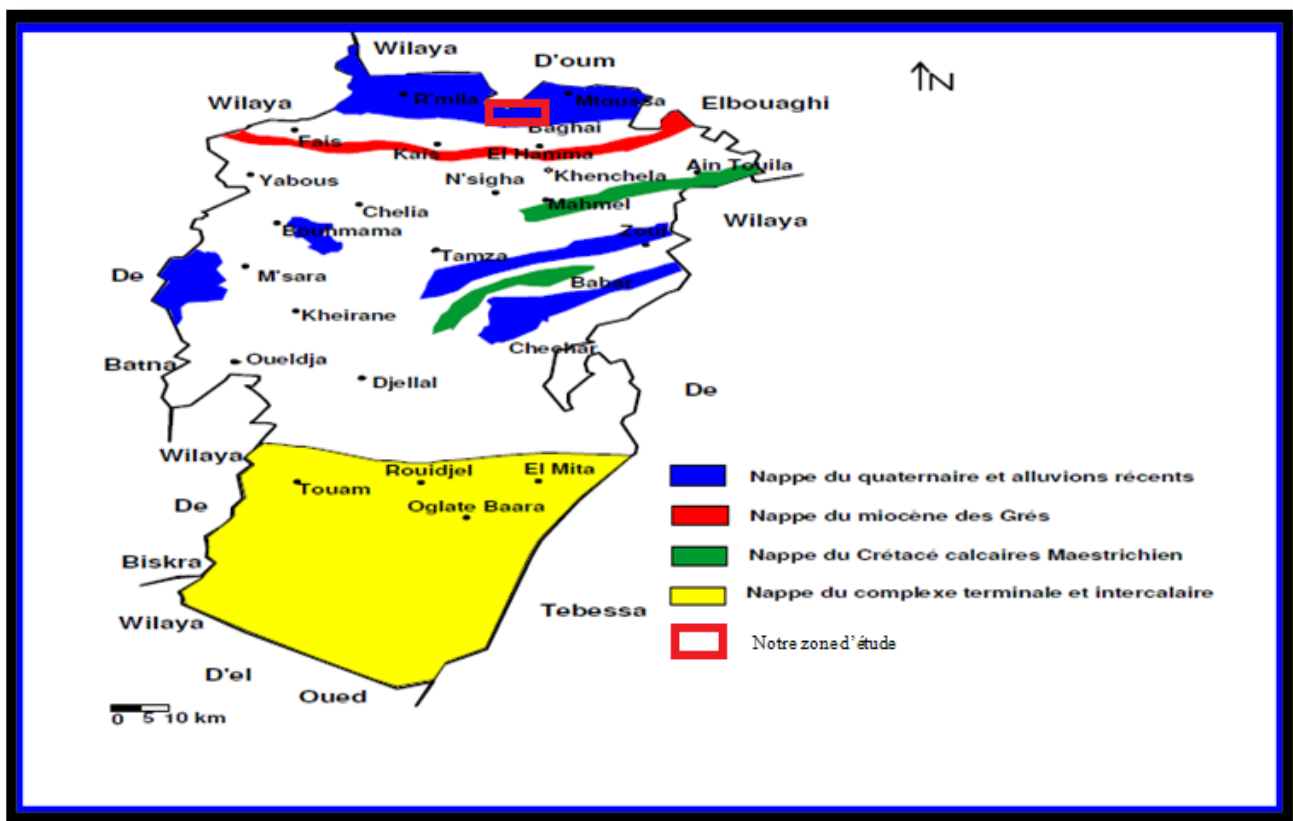 Wilaya
D'oum
N
Wilaya
R'mila
Mtoussa
Elbouaghi
Baghai
Fais
Kais
El Hamma
Ain Touila
Khenchela
Yabous
N'sigha
Mahmel
Chelia
Wilaya
Bouhmama
Zoui
Tamza
De
M'sara
Babar
Kheirane
Chechar
Batna
Oueldja
Djellal
De
Wilaya
Rouidjel
El Mita
Touam
De
Oglate Baara
Biskra
Wilaya
Tebessa
D'el
Oued
0 5 10 km
Nappe du quaternaire et alluvions récents
Nappe du miocène des Grés
Nappe du Crétacé calcaires Maestrichien
Nappe du complexe terminale et intercalaire
Notre zone d'étude